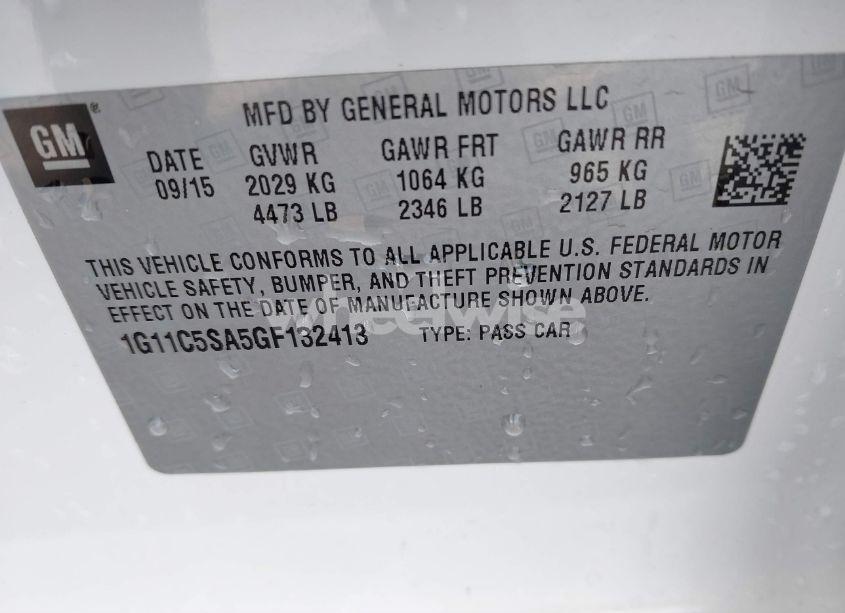 MFD BY GENERAL MOTORS LLC
GM®
DATE GVWR GAWR FRT GAWR RR
09/15 2029 KG 1064 KG 965 KG
4473 LB 2346 LB 2127 LB
THIS VEHICLE CONFORMS TO ALL APPLICABLE U.S. FEDERAL MOTOR
VEHICLE SAFETY, BUMPER, AND THEFT PREVENTION STANDARDS IN
EFFECT ON THE DATE OF MANUFACTURE SHOWN ABOVE.
wheelwise
1G11C5SA5GF132413 TYPE: PASS CAR